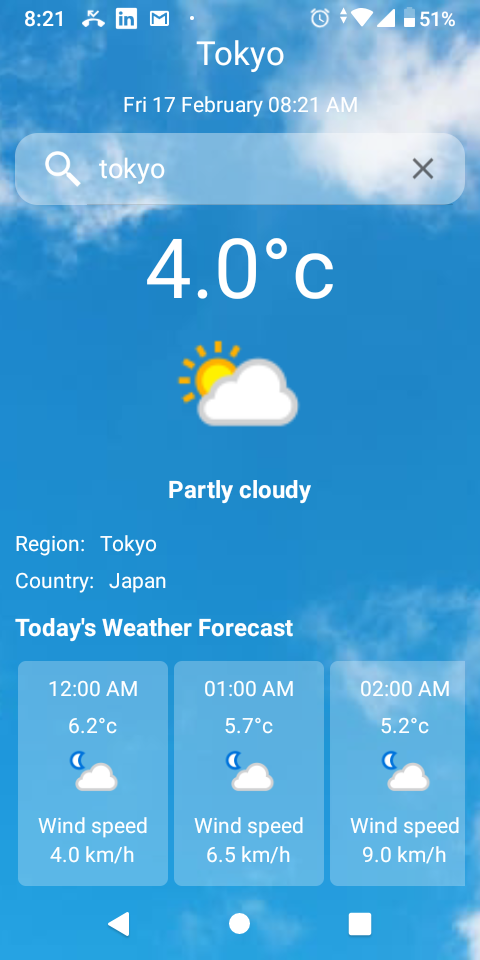 8:21 in 51%
Tokyo
Fri 17 February 08:21 AM
tokyo
4.0°c
Partly cloudy
Region: Tokyo
Country: Japan
Today's Weather Forecast
12:00 AM 01:00 AM 02:00 AM
6.2°c 5.7°c 5.2°c
Wind speed Wind speed Wind speed
4.0 km/h 6.5 km/h 9.0 km/h